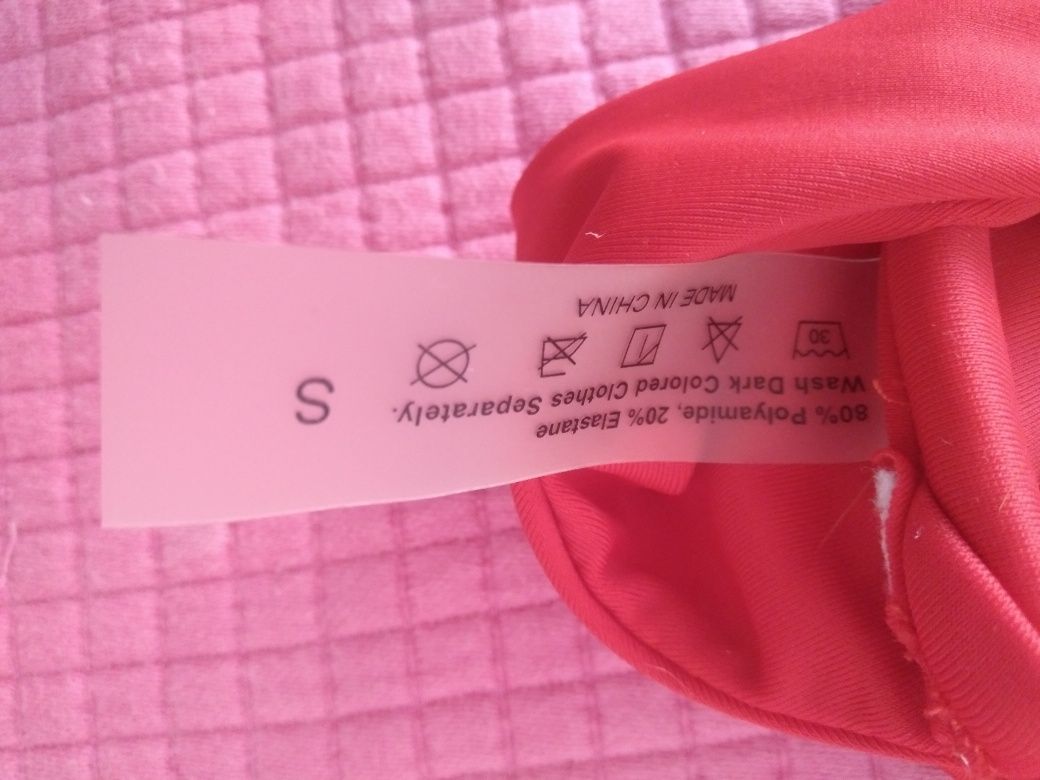 80% Polyamide, 20% Elastane
Wash Dark Colored Clothes Separately.
30
MADE IN CHINA
S